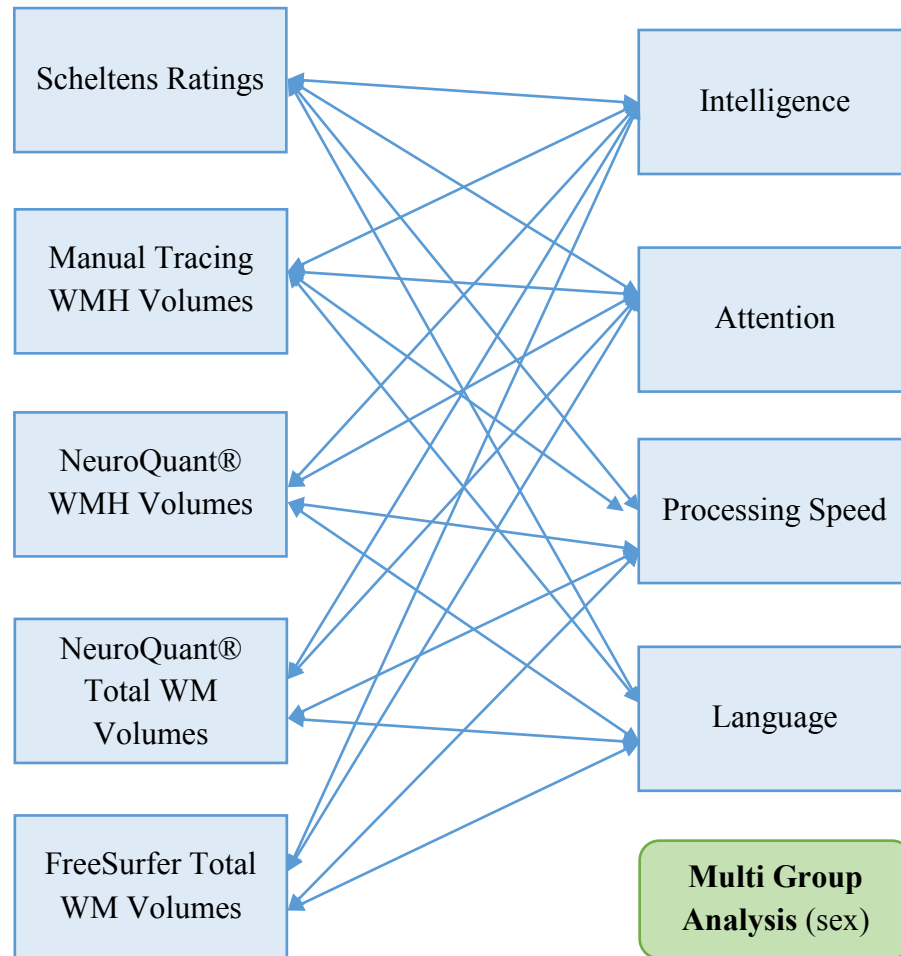 Scheltens Ratings
Manual Tracing
WMH Volumes
NeuroQuant®
WMH Volumes
NeuroQuant®
Total WM
Volumes
FreeSurfer Total
WM Volumes
Intelligence
Attention
Processing Speed
Language
Multi Group
Analysis (sex)